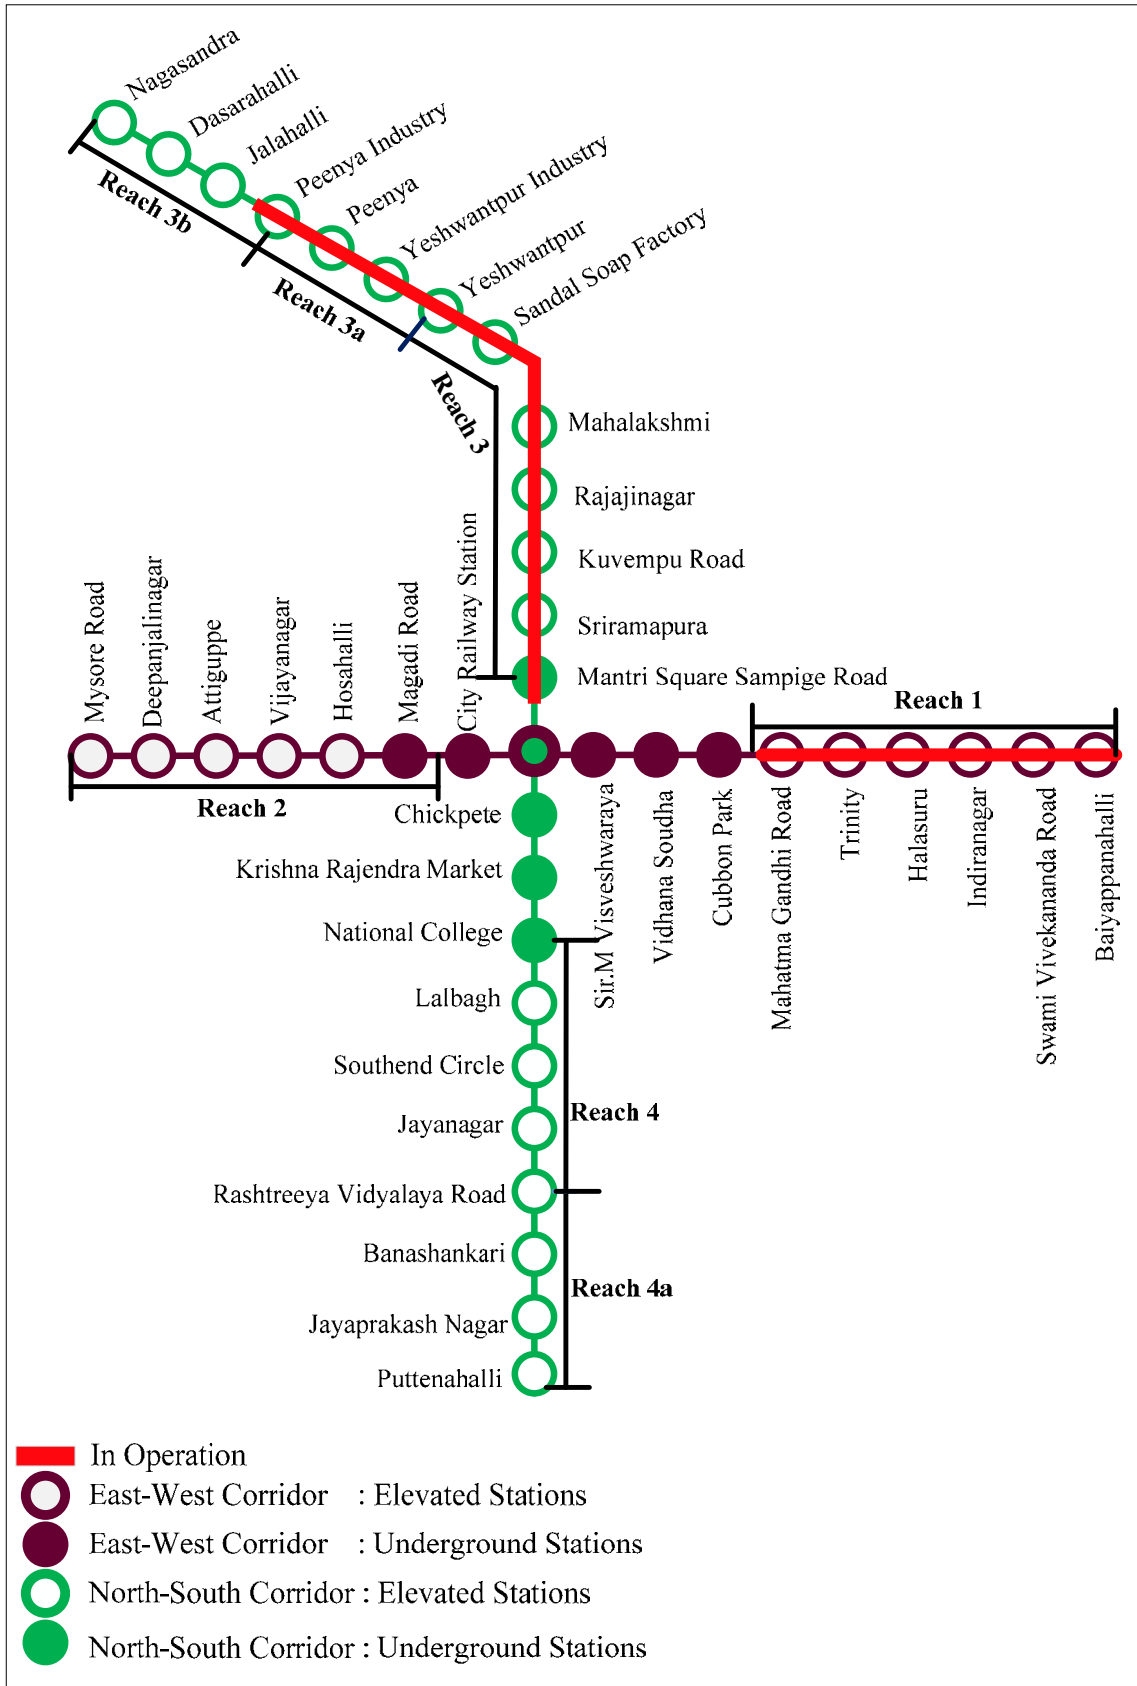 Nagasandra
Dasarahalli
Jalahalli
Peenya Industry
Peenya
Yeshwantpur Industry
Yeshwantpur
Sandal Soap Factory
Reach 3b
Reach 3a
Reach 3
Mahalakshmi
Rajajinagar
Kuvempu Road
Sriramapura
Mantri Square Sampige Road
Reach 1
Mysore Road
Deepanjalinagar
Attiguppe
Vijayanagar
Hosahalli
Magadi Road
City Railway Station
Reach 2
Sir.M Visveshwaraya
Vidhana Soudha
Cubbon Park
Mahatma Gandhi Road
Trinity
Halasuru
Indiranagar
Swami Vivekananda Road
Baiyappanahalli
Chickpete
Krishna Rajendra Market
National College
Lalbagh
Southend Circle
Jayanagar
Reach 4
Rashtreeya Vidyalaya Road
Banashankari
Reach 4a
Jayaprakash Nagar
Puttenahalli
In Operation
East-West Corridor : Elevated Stations
East-West Corridor : Underground Stations
North-South Corridor : Elevated Stations
North-South Corridor : Underground Stations